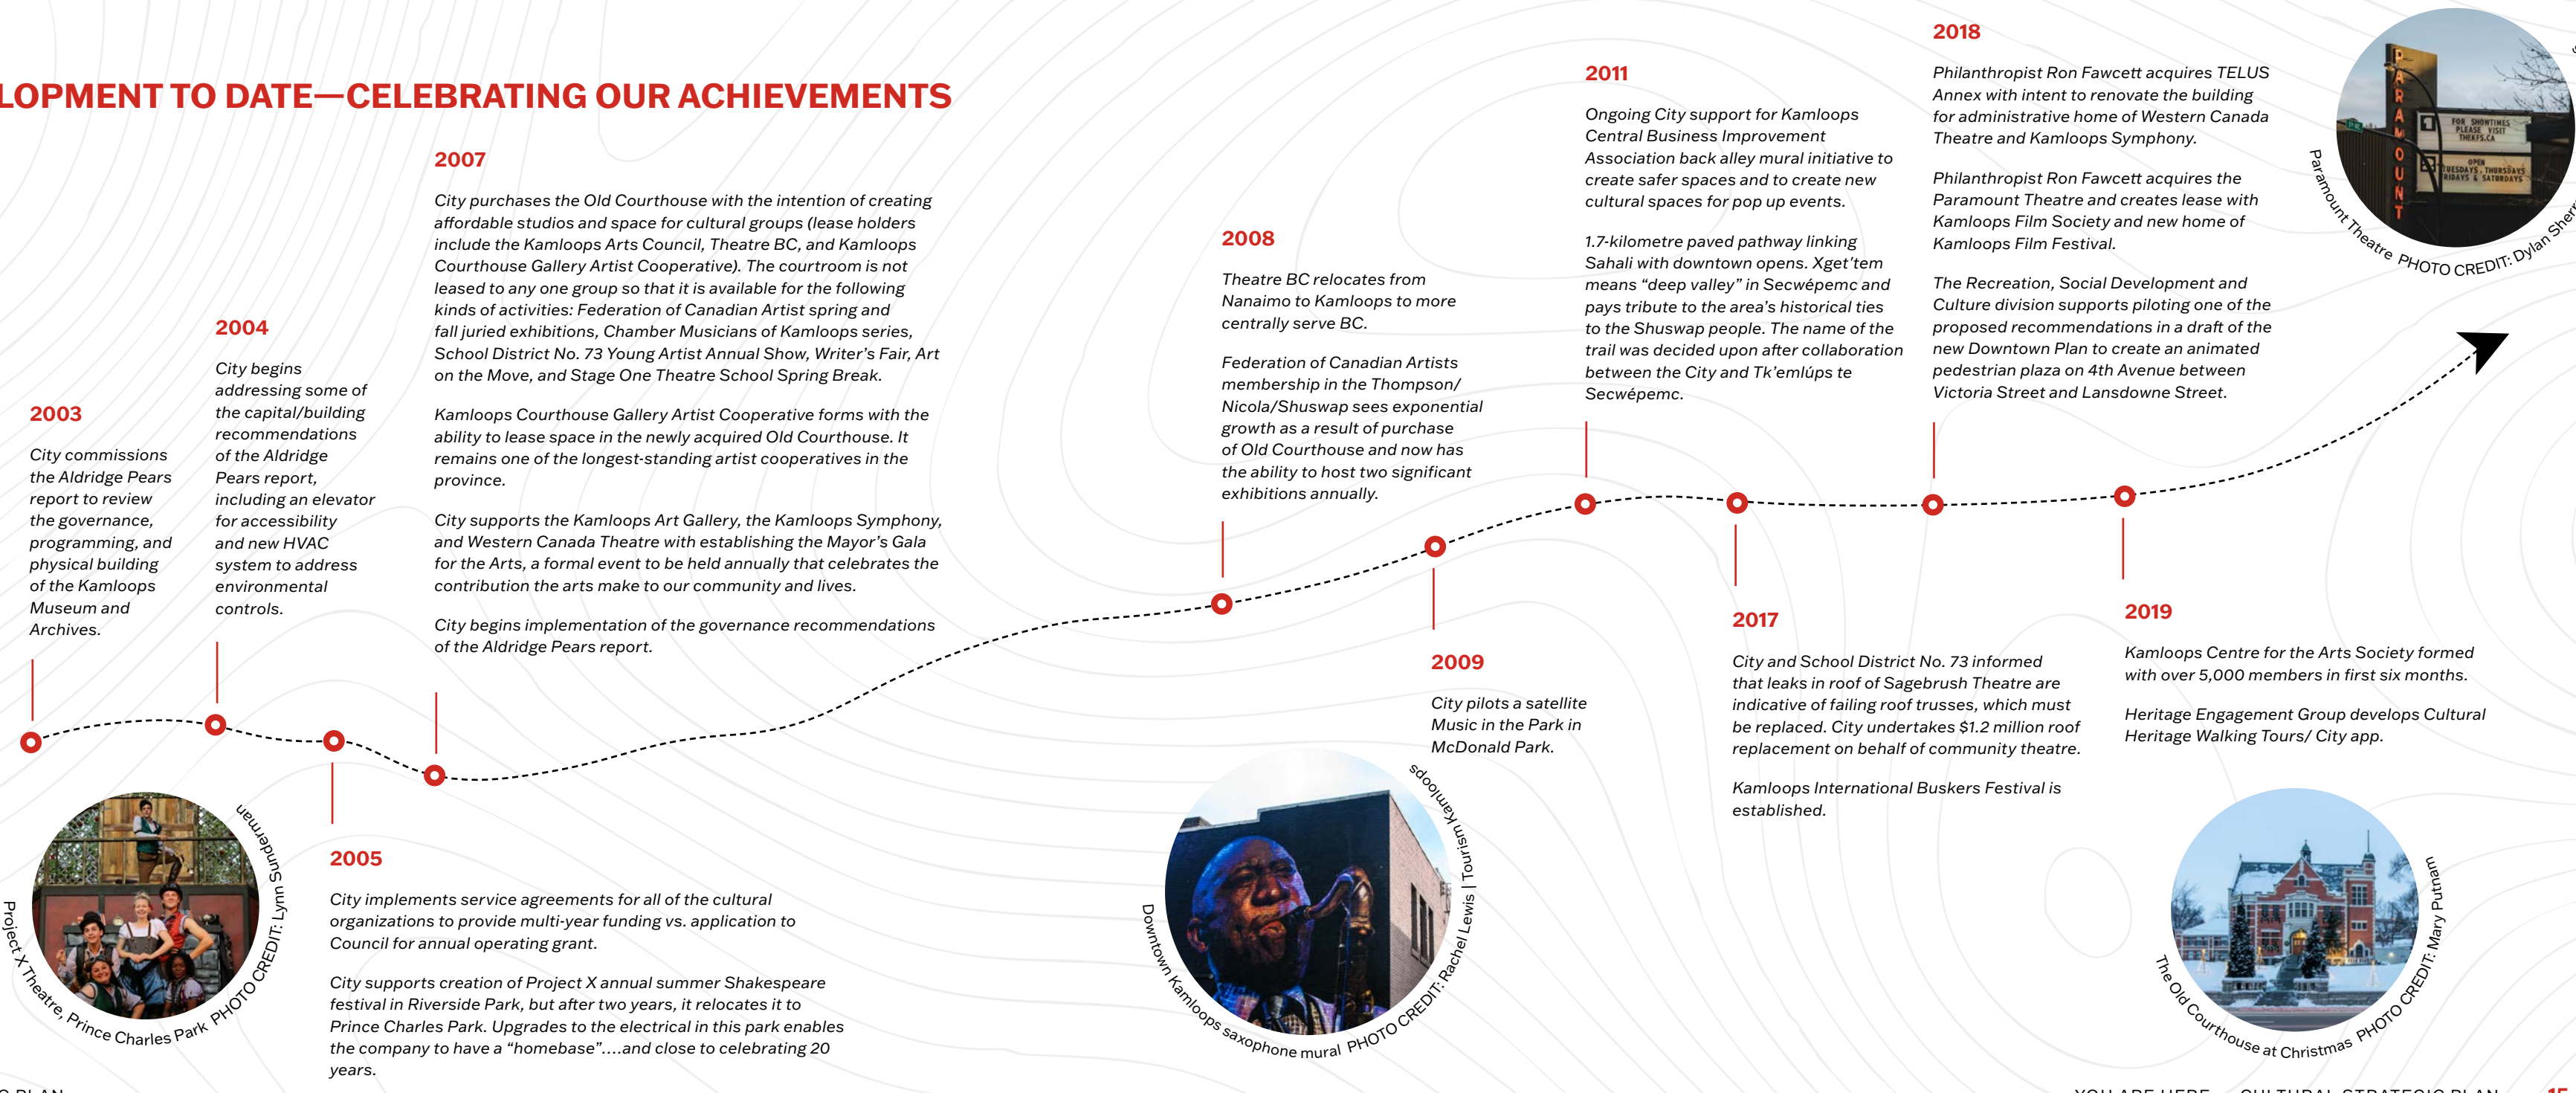 LOPMENT TO DATE—CELEBRATING OUR ACHIEVEMENTS
2003
City commissions
the Aldridge Pears
report to review
the governance,
programming, and
physical building
of the Kamloops
Museum and
Archives.
2004
City begins
addressing some of
the capital/building
recommendations
of the Aldridge
Pears report,
including an elevator
for accessibility
and new HVAC
system to address
environmental
controls.
2005
City implements service agreements for all of the cultural
organizations to provide multi-year funding vs. application to
Council for annual operating grant.
City supports creation of Project X annual summer Shakespeare
festival in Riverside Park, but after two years, it relocates it to
Prince Charles Park. Upgrades to the electrical in this park enables
the company to have a “homebase”....and close to celebrating 20
years.
2007
City purchases the Old Courthouse with the intention of creating
affordable studios and space for cultural groups (lease holders
include the Kamloops Arts Council, Theatre BC, and Kamloops
Courthouse Gallery Artist Cooperative). The courtroom is not
leased to any one group so that it is available for the following
kinds of activities: Federation of Canadian Artist spring and
fall juried exhibitions, Chamber Musicians of Kamloops series,
School District No. 73 Young Artist Annual Show, Writer’s Fair, Art
on the Move, and Stage One Theatre School Spring Break.
Kamloops Courthouse Gallery Artist Cooperative forms with the
ability to lease space in the newly acquired Old Courthouse. It
remains one of the longest-standing artist cooperatives in the
province.
City supports the Kamloops Art Gallery, the Kamloops Symphony,
and Western Canada Theatre with establishing the Mayor’s Gala
for the Arts, a formal event to be held annually that celebrates the
contribution the arts make to our community and lives.
City begins implementation of the governance recommendations
of the Aldridge Pears report.
2008
Theatre BC relocates from
Nanaimo to Kamloops to more
centrally serve BC.
Federation of Canadian Artists
membership in the Thompson/
Nicola/Shuswap sees exponential
growth as a result of purchase
of Old Courthouse and now has
the ability to host two significant
exhibitions annually.
2009
City pilots a satellite
Music in the Park in
McDonald Park.
2011
Ongoing City support for Kamloops
Central Business Improvement
Association back alley mural initiative to
create safer spaces and to create new
cultural spaces for pop up events.
1.7-kilometre paved pathway linking
Sahali with downtown opens. Xget’tem
means “deep valley” in Secwépemc and
pays tribute to the area’s historical ties
to the Shuswap people. The name of the
trail was decided upon after collaboration
between the City and Tk’emlúps te
Secwépemc.
2017
City and School District No. 73 informed
that leaks in roof of Sagebrush Theatre are
indicative of failing roof trusses, which must
be replaced. City undertakes $1.2 million roof
replacement on behalf of community theatre.
Kamloops International Buskers Festival is
established.
2018
Philanthropist Ron Fawcett acquires TELUS
Annex with intent to renovate the building
for administrative home of Western Canada
Theatre and Kamloops Symphony.
Philanthropist Ron Fawcett acquires the
Paramount Theatre and creates lease with
Kamloops Film Society and new home of
Kamloops Film Festival.
The Recreation, Social Development and
Culture division supports piloting one of the
proposed recommendations in a draft of the
new Downtown Plan to create an animated
pedestrian plaza on 4th Avenue between
Victoria Street and Lansdowne Street.
2019
Kamloops Centre for the Arts Society formed
with over 5,000 members in first six months.
Heritage Engagement Group develops Cultural
Heritage Walking Tours/ City app.
Project X Theatre, Prince Charles Park PHOTO CREDIT: Lynn Sunderman
Downtown Kamloops saxophone mural PHOTO CREDIT: Rachel Lewis | Tourism Kamloops
The Old Courthouse at Christmas PHOTO CREDIT: Mary Putnam
PARAMOUNT
FOR SHOWTIMES
PLEASE VISIT
THEKFS.CA
OPEN
TUESDAYS, THURSDAYS
FRIDAYS & SATURDAYS
Paramount Theatre PHOTO CREDIT: Dylan Sherr
YOU ARE HERE CULTURAL STRATEGIC PLAN 15